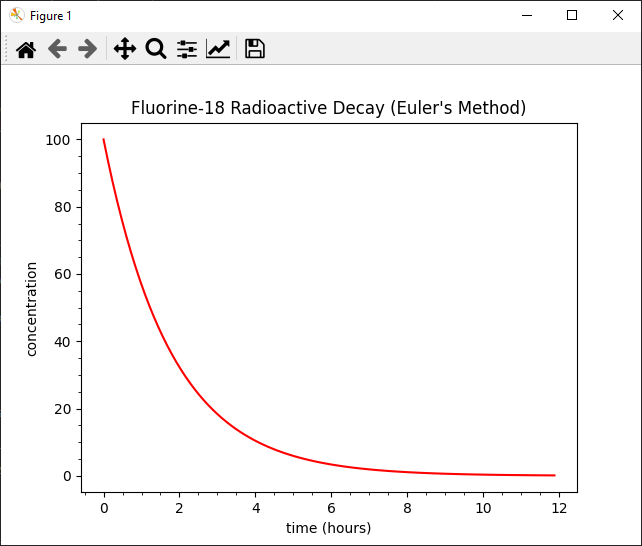 Figure 1
Fluorine-18 Radioactive Decay (Euler's Method)
100
80
60
40
20
0
concentration
0 2 4 6 8 10 12
time (hours)